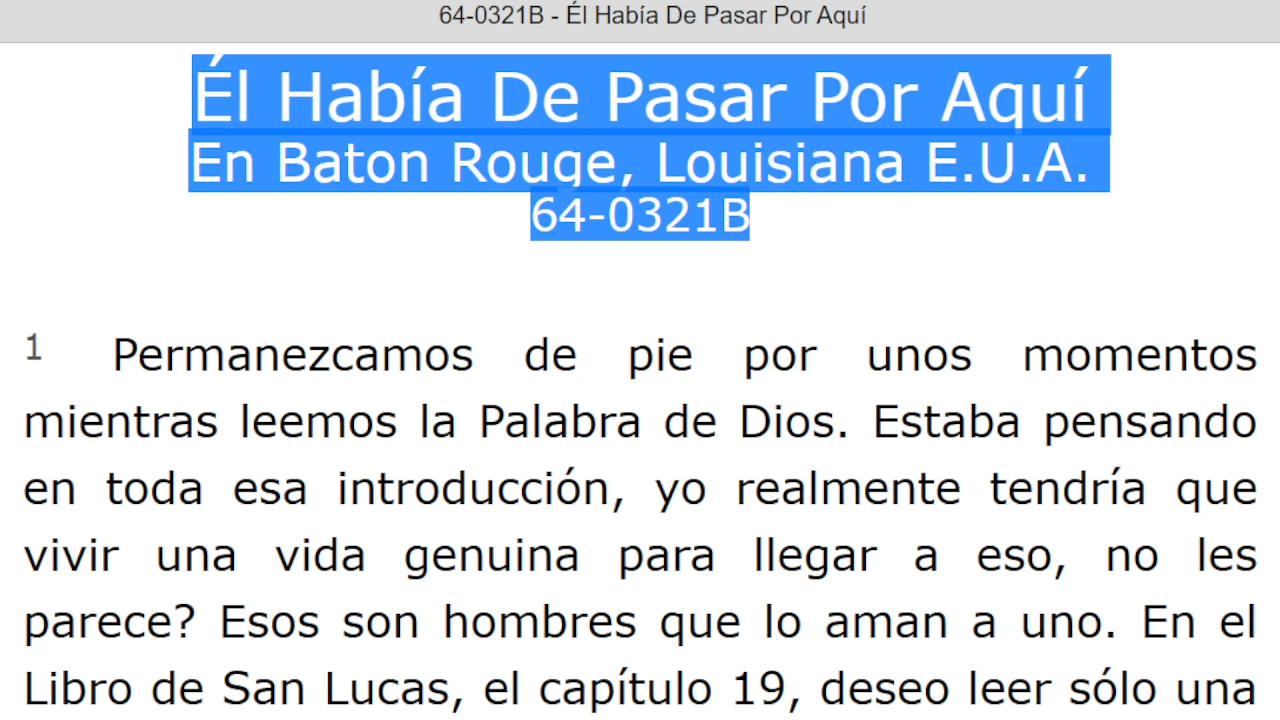 64-0321B - Él Había De Pasar Por Aquí
Él Había De Pasar Por Aquí
En Baton Rouge, Louisiana E.U.A.
64-0321B
1 Permanezcamos de pie por unos momentos
mientras leemos la Palabra de Dios. Estaba pensando
en toda esa introducción, yo realmente tendría que
vivir una vida genuina para llegar a eso, no les
parece? Esos son hombres que lo aman a uno. En el
Libro de San Lucas, el capítulo 19, deseo leer sólo una